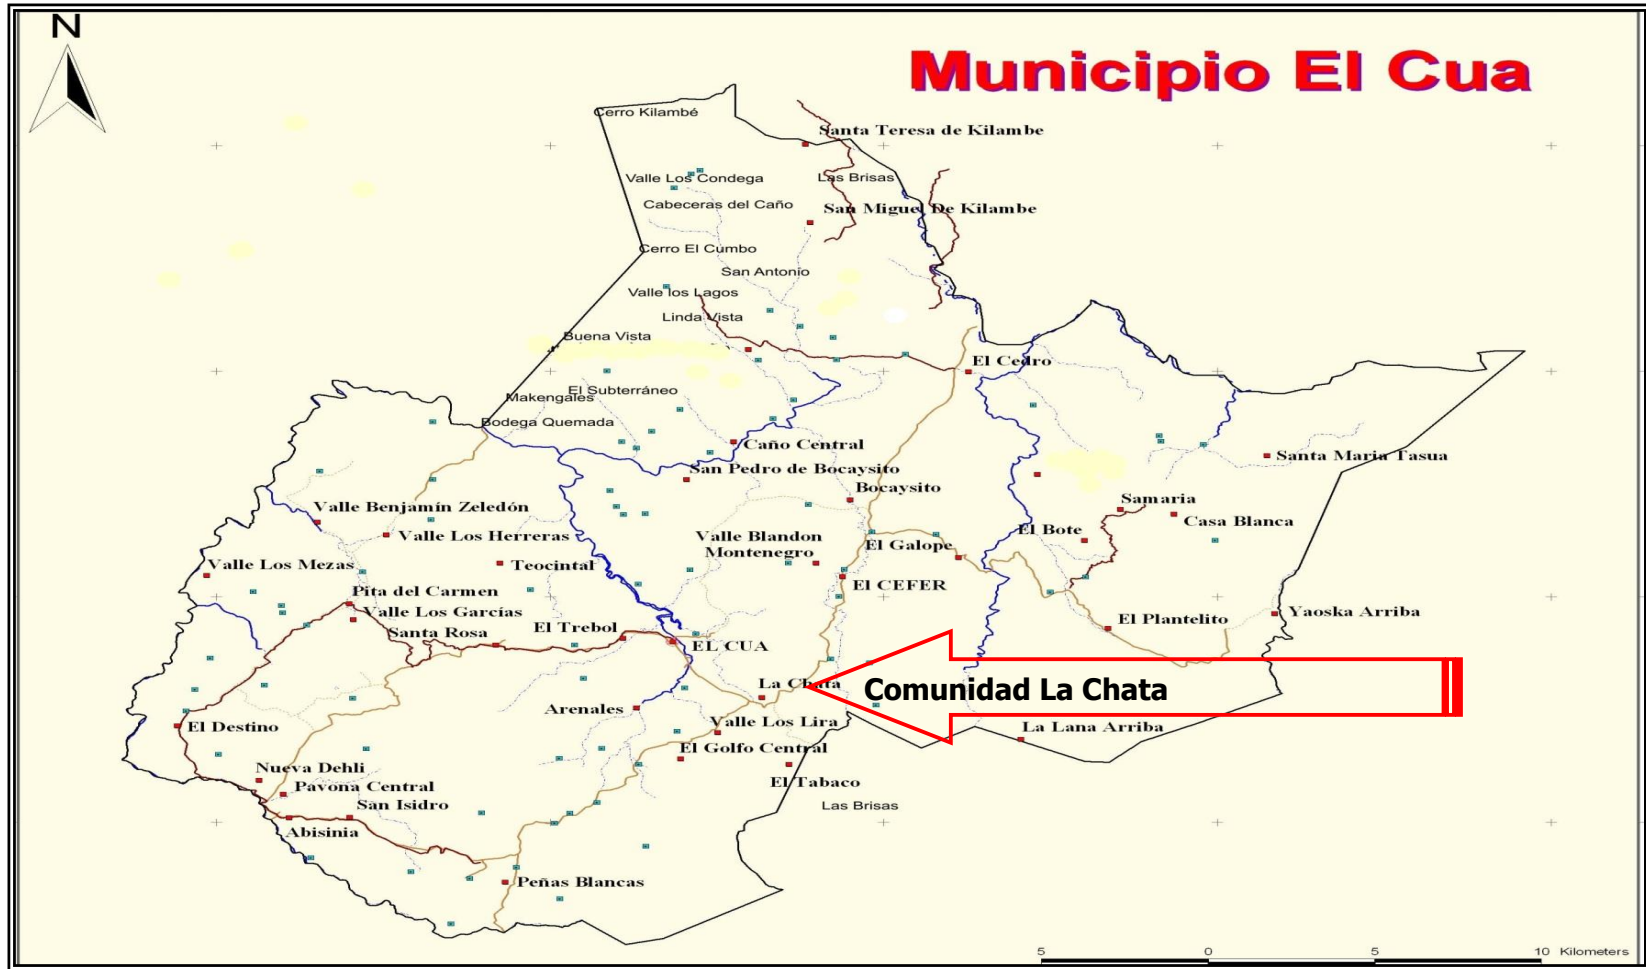 N
Municipio El Cua
Cerro Kilambé
Santa Teresa de Kilambe
Valle Los Condega
Las Brisas
Cabeceras del Caño
San Miguel De Kilambe
Cerro El Cumbo
San Antonio
Valle los Lagos
Linda Vista
Buena Vista
El Cedro
El Subterráneo
Makengales
Bodega Quemada
Caño Central
Santa Maria Tasua
San Pedro de Bocaysito
Bocaysito
Samaria
Valle Benjamín Zeledón
Casa Blanca
El Bote
Valle Los Herreras
Valle Blandon
Montenegro
El Galope
Valle Los Mezas
Teocintal
El CEFER
Pita del Carmen
Valle Los Garcías
Yaoska Arriba
El Plantelito
Santa Rosa
El Trebol
EL CUA
La Chata
Comunidad La Chata
Arenales
Valle Los Lira
El Destino
La Lana Arriba
El Golfo Central
Nueva Dehli
El Tabaco
Pavona Central
San Isidro
Las Brisas
Abisinia
Peñas Blancas
5 0 5 10 Kilometers